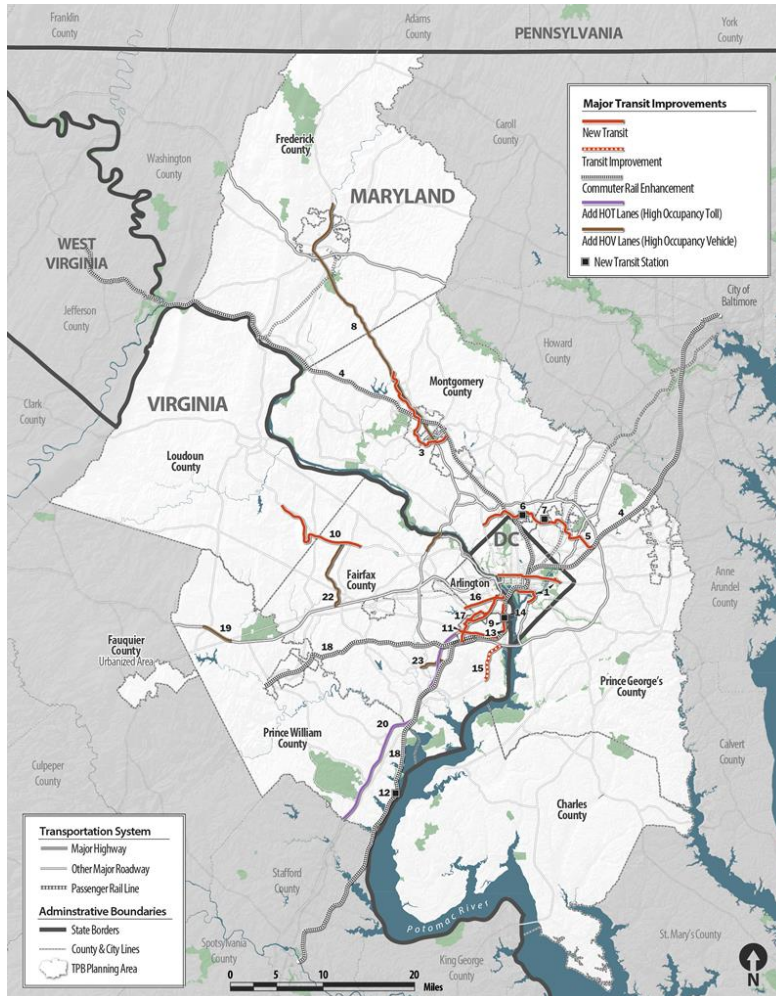 Franklin
County
Adams
County
PENNSYLVANIA
York
County
Major Transit Improvements
New Transit
Transit Improvement
Commuter Rail Enhancement
Add HOT Lanes (High Occupancy Toll)
Add HOV Lanes (High Occupancy Vehicle)
New Transit Station
Frederick
County
Caroll
County
Washington
County
MARYLAND
WEST
VIRGINIA
Jefferson
County
City of
Baltimore
8
Howard
County
4
Montgomery
County
Clark
County
VIRGINIA
Loudoun
County
3
6
7
4
5
DC
10
Arlington
Fairfax
County
Anne
Arundel
County
1
22
16
14
17
9
19
11
13
18
Fauquier
County
Urbanized Area
23
15
Prince George's
County
20
Prince William
County
18
Calvert
County
Culpeper
County
12
Charles
County
Transportation System
Major Highway
Other Major Roadway
Passenger Rail Line
Adminstrative Boundaries
State Borders
County & City Lines
TPB Planning Area
Stafford
County
Potomac River
Spotsylvania
County
King George
County
St. Mary's County
0 5 10 20
Miles
N